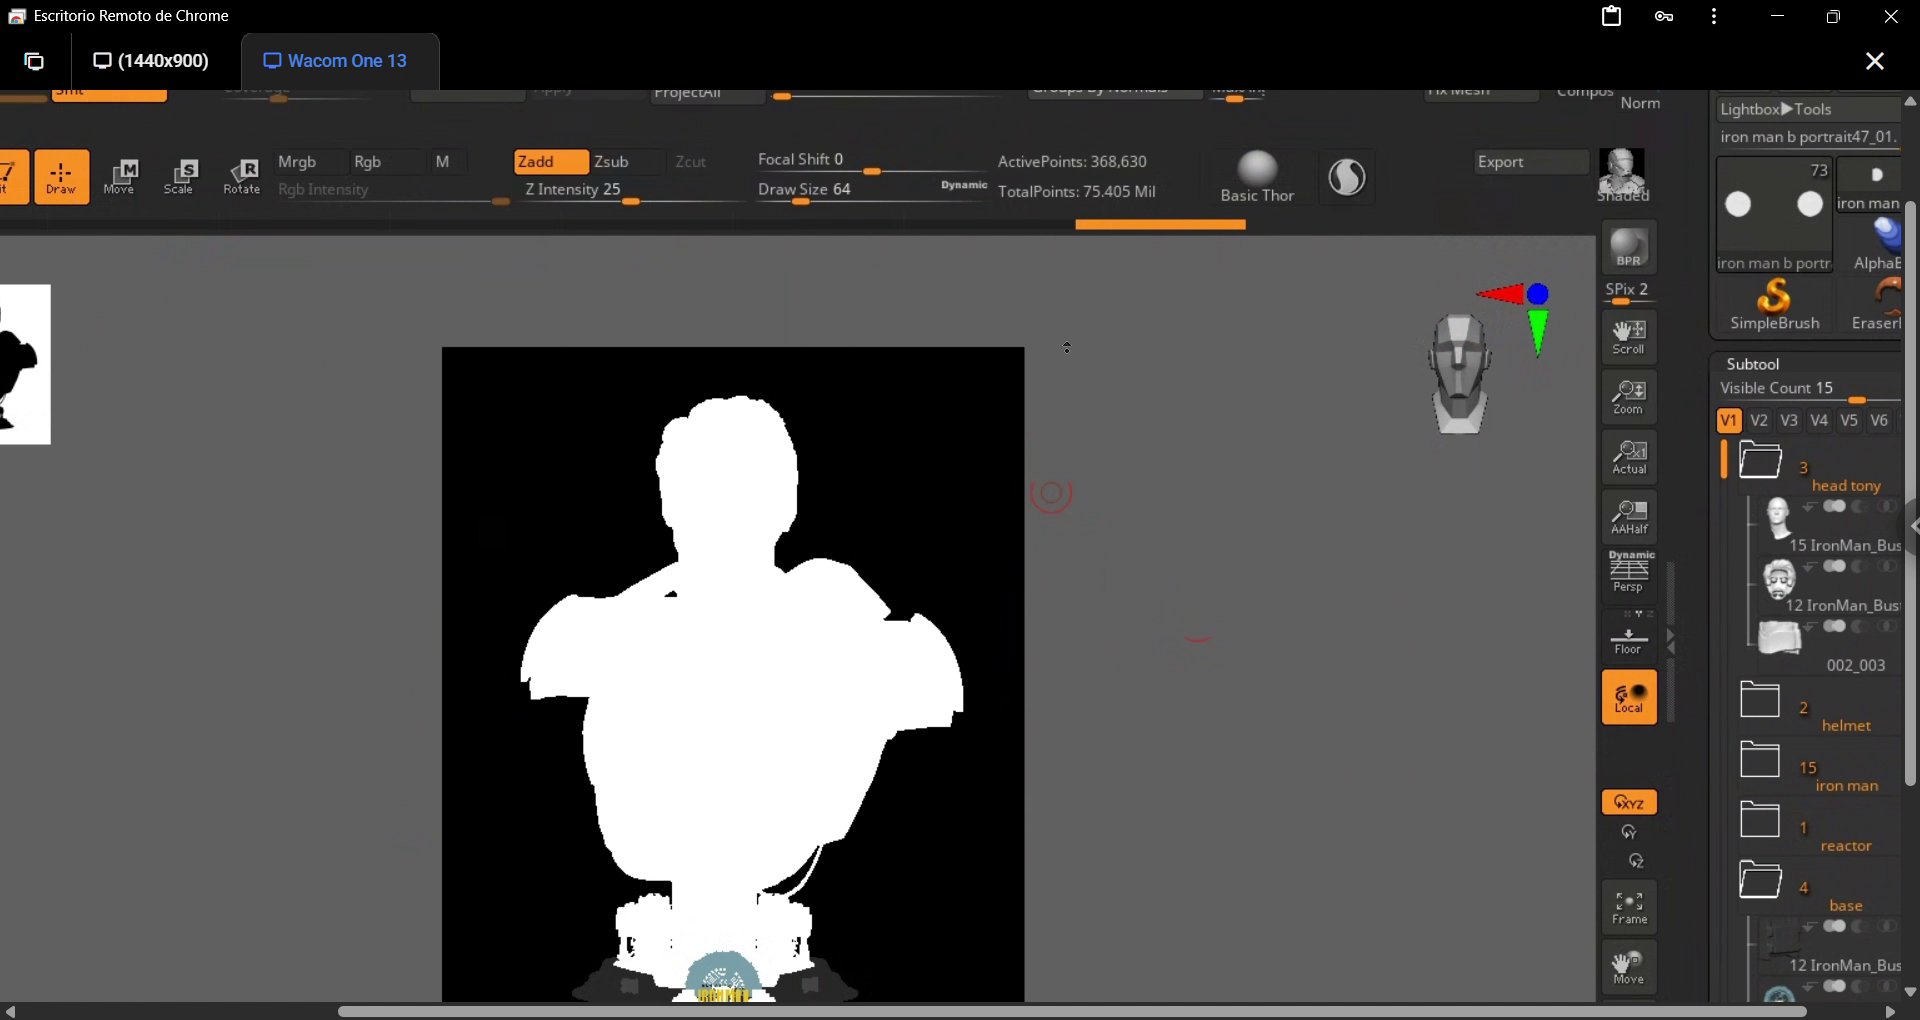 Escritorio Remoto de Chrome
(1440x900)
Wacom One 13
ProjectAll
Norm
Lightbox▶Tools
iron man b portrait47_01.
Draw
Move
Scale
Rotate
Mrgb
Rgb
M
Rgb Intensity
Zadd
Zsub
Zcut
Z Intensity 25
Focal Shift 0
Draw Size 64
Dynamic
ActivePoints: 368,630
TotalPoints: 75.405 Mil
Basic Thor
Export
Shaded
73
iron man
iron man b portr
AlphaB
SimpleBrush
Eraser
BPR
SPix 2
Scroll
Zoom
Actual
AAHalf
Dynamic
Persp
Floor
Local
XYZ
Y
Z
Frame
Move
Subtool
Visible Count 15
V1 V2 V3 V4 V5 V6
3
head tony
15 IronMan_Bus
12 IronMan_Bus
002_003
2
helmet
15
iron man
1
reactor
4
base
12 IronMan_Bus